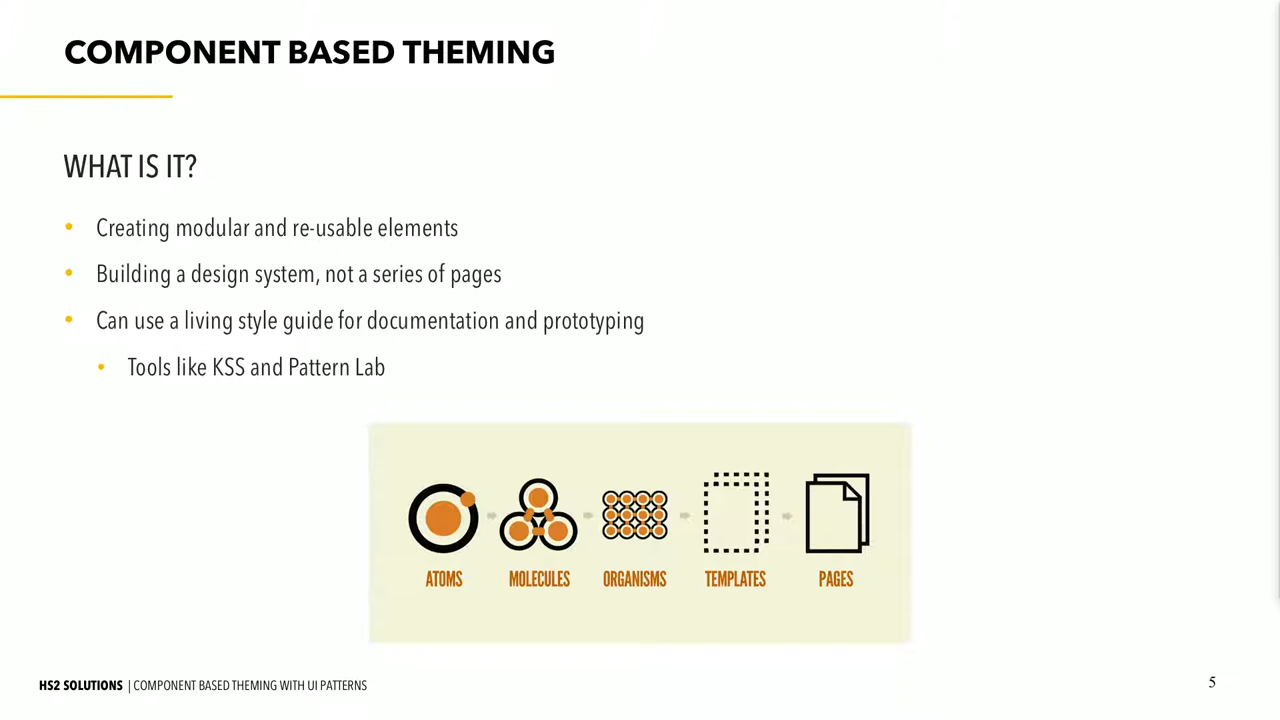 COMPONENT BASED THEMING
WHAT IS IT?
• Creating modular and re-usable elements
• Building a design system, not a series of pages
• Can use a living style guide for documentation and prototyping
• Tools like KSS and Pattern Lab
ATOMS MOLECULES ORGANISMS TEMPLATES PAGES
HS2 SOLUTIONS | COMPONENT BASED THEMING WITH UI PATTERNS
5